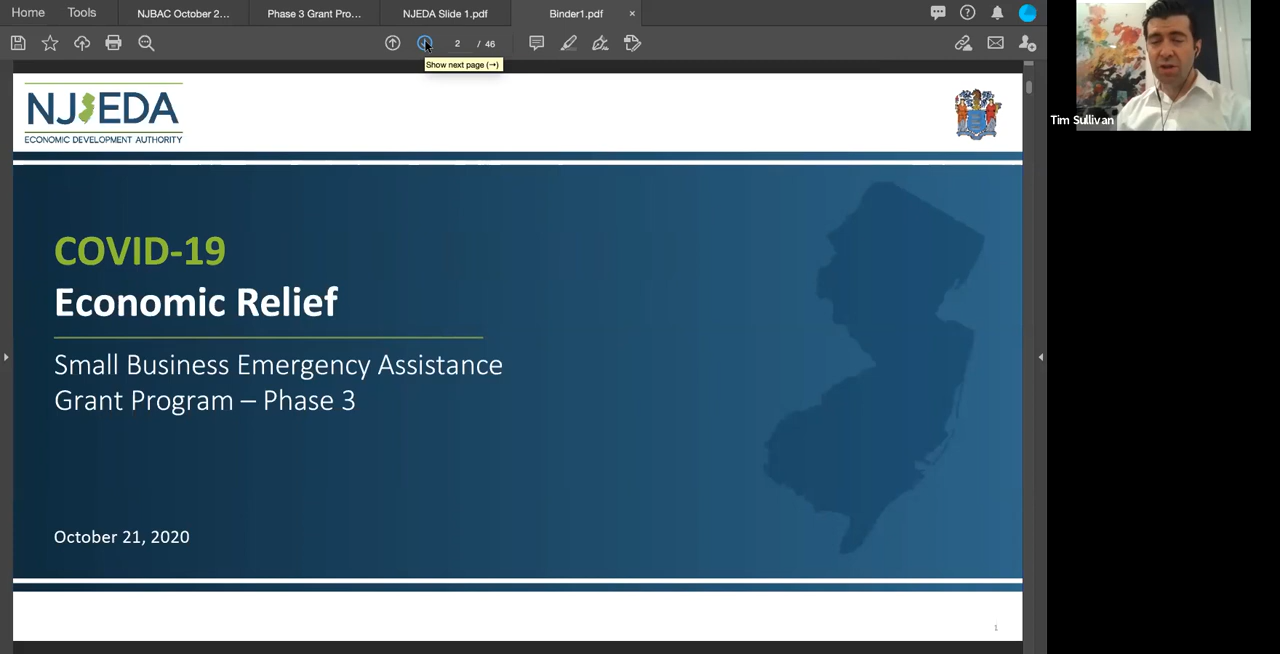 Home
Tools
NJBAC October 2...
Phase 3 Grant Pro...
NJEDA Slide 1.pdf
Binder1.pdf
×
2 / 46
Show next page (→)
NJEDA
ECONOMIC DEVELOPMENT AUTHORITY
Tim Sullivan
COVID-19
Economic Relief
Small Business Emergency Assistance
Grant Program – Phase 3
October 21, 2020
1